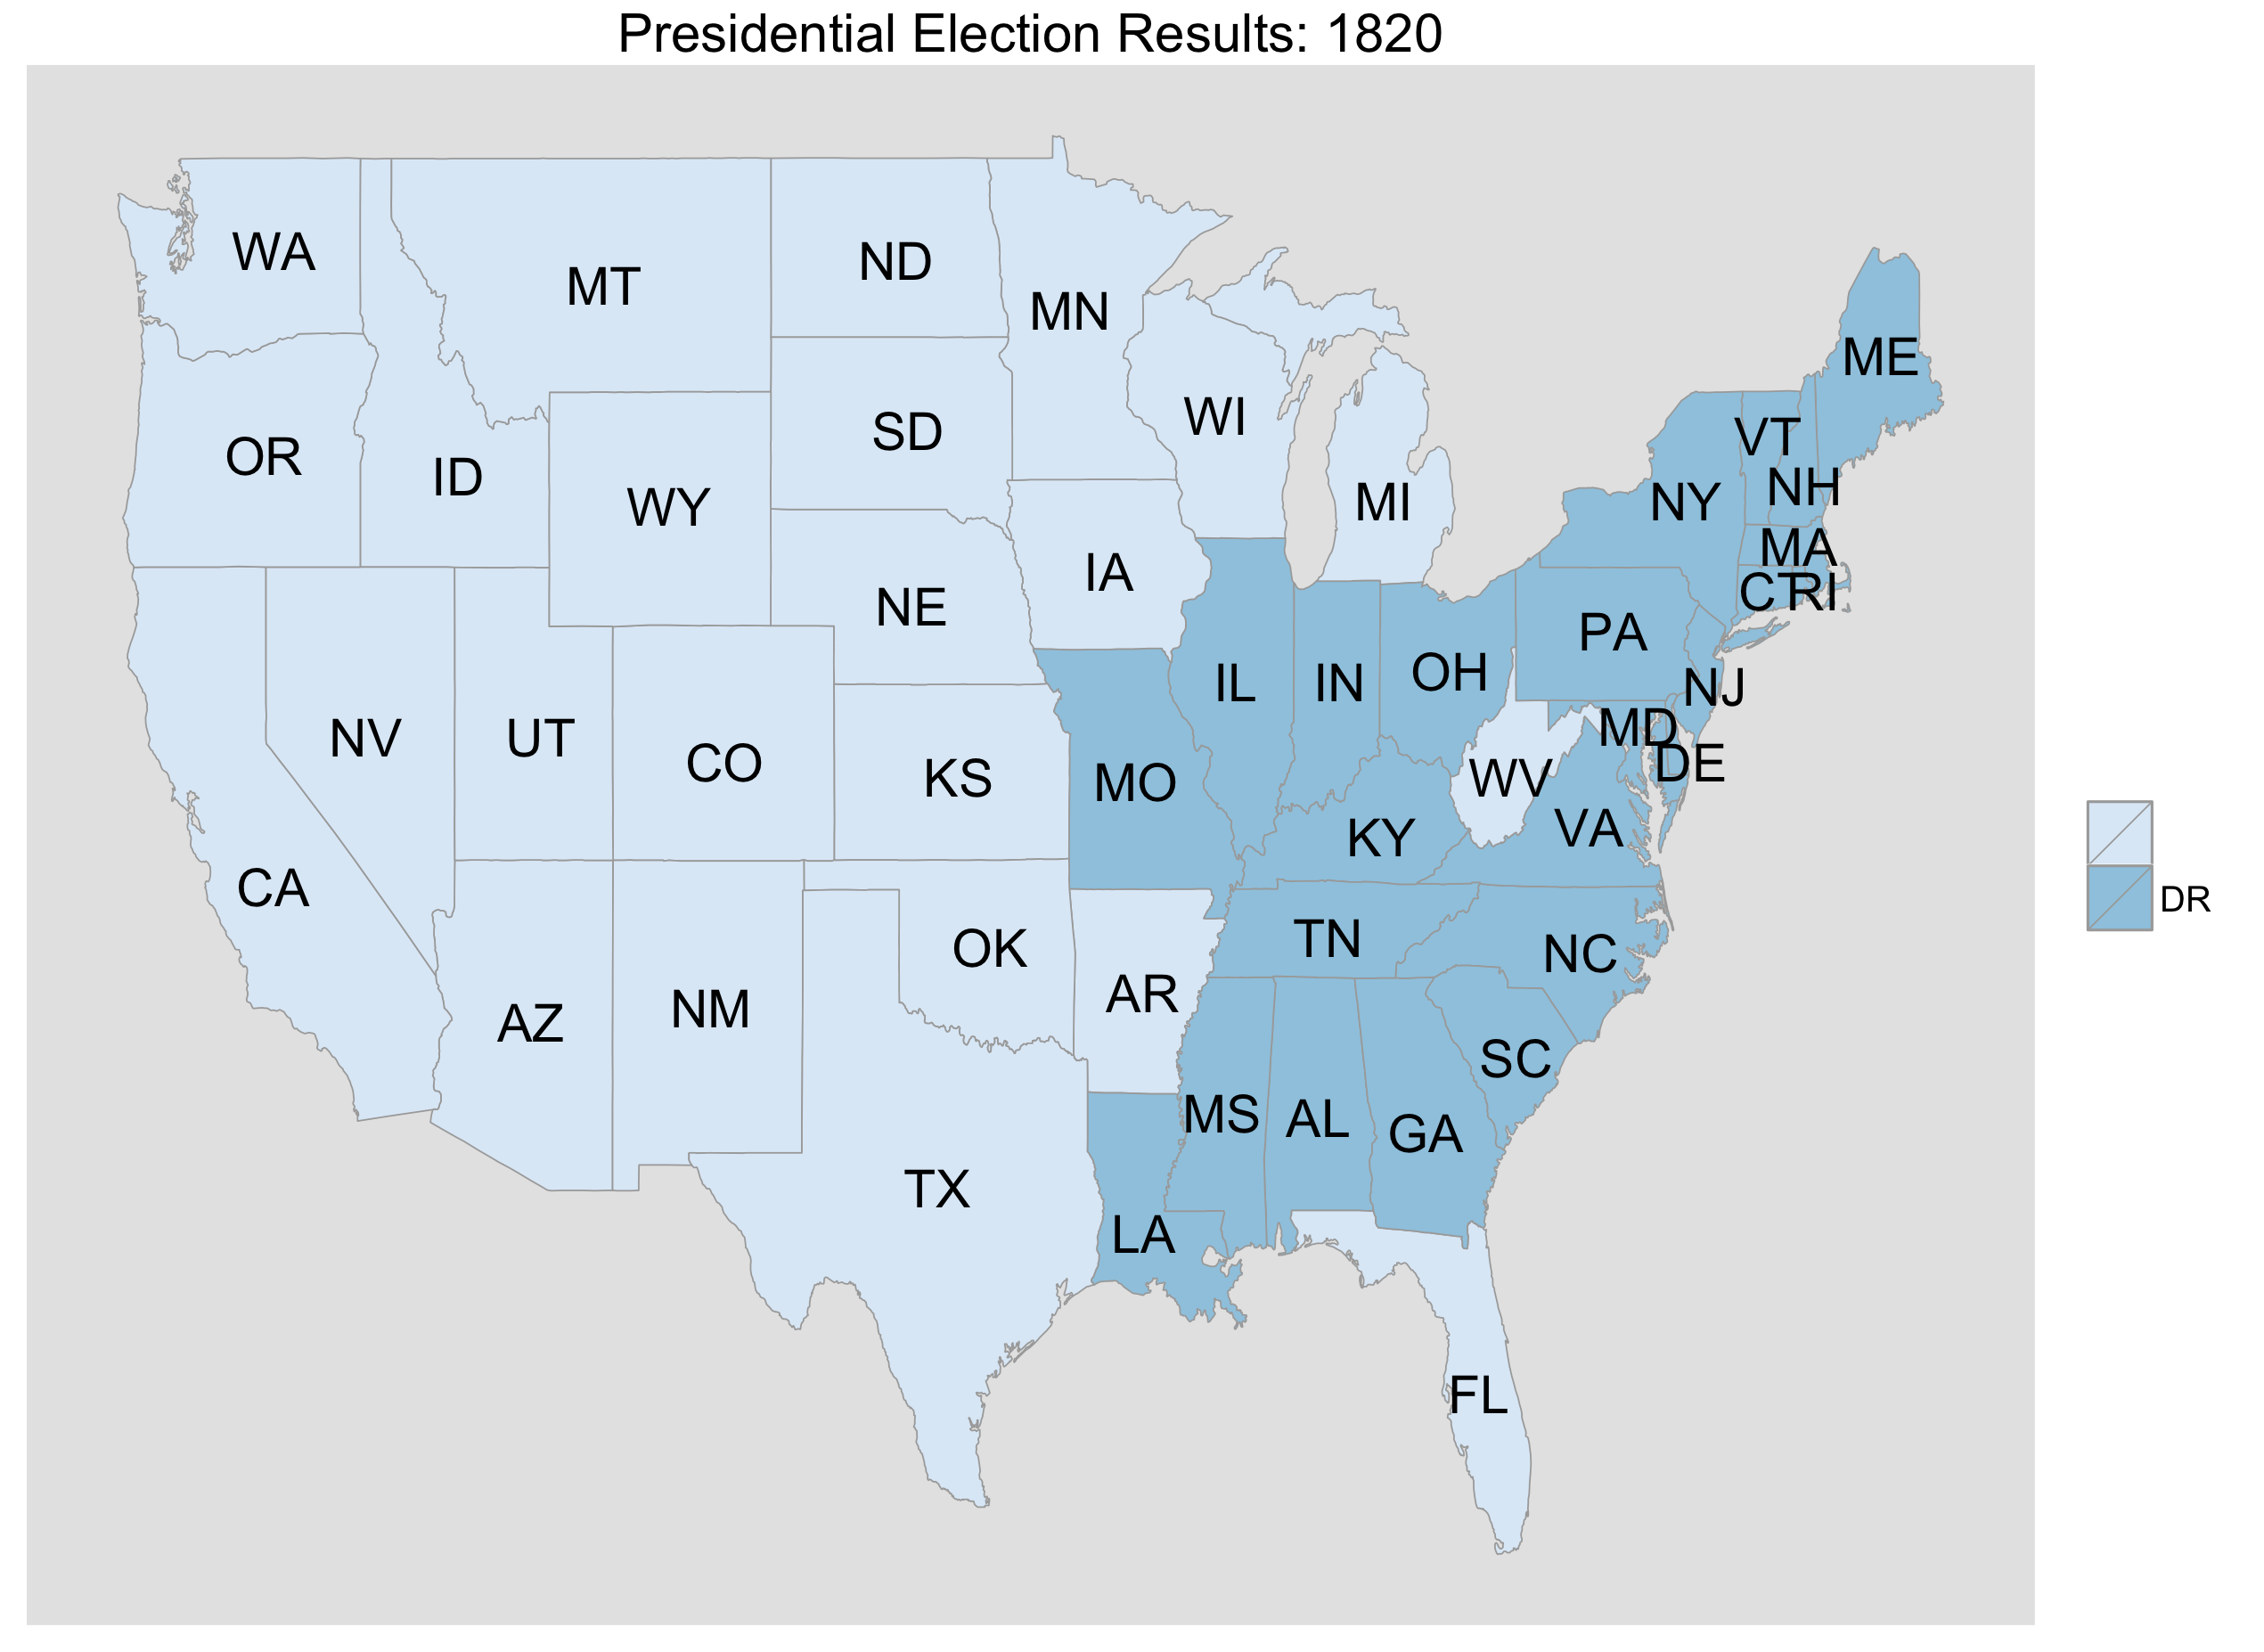 Presidential Election Results: 1820
WA
MT
ND
MN
ME
OR
ID
WY
SD
WI
MI
NY
VT
NH
MA
CT
RI
IA
NE
PA
NJ
IL
IN
OH
NV
UT
CO
KS
MO
WV
MD
DE
VA
KY
CA
AZ
NM
OK
AR
TN
NC
SC
MS
AL
GA
TX
LA
FL
DR